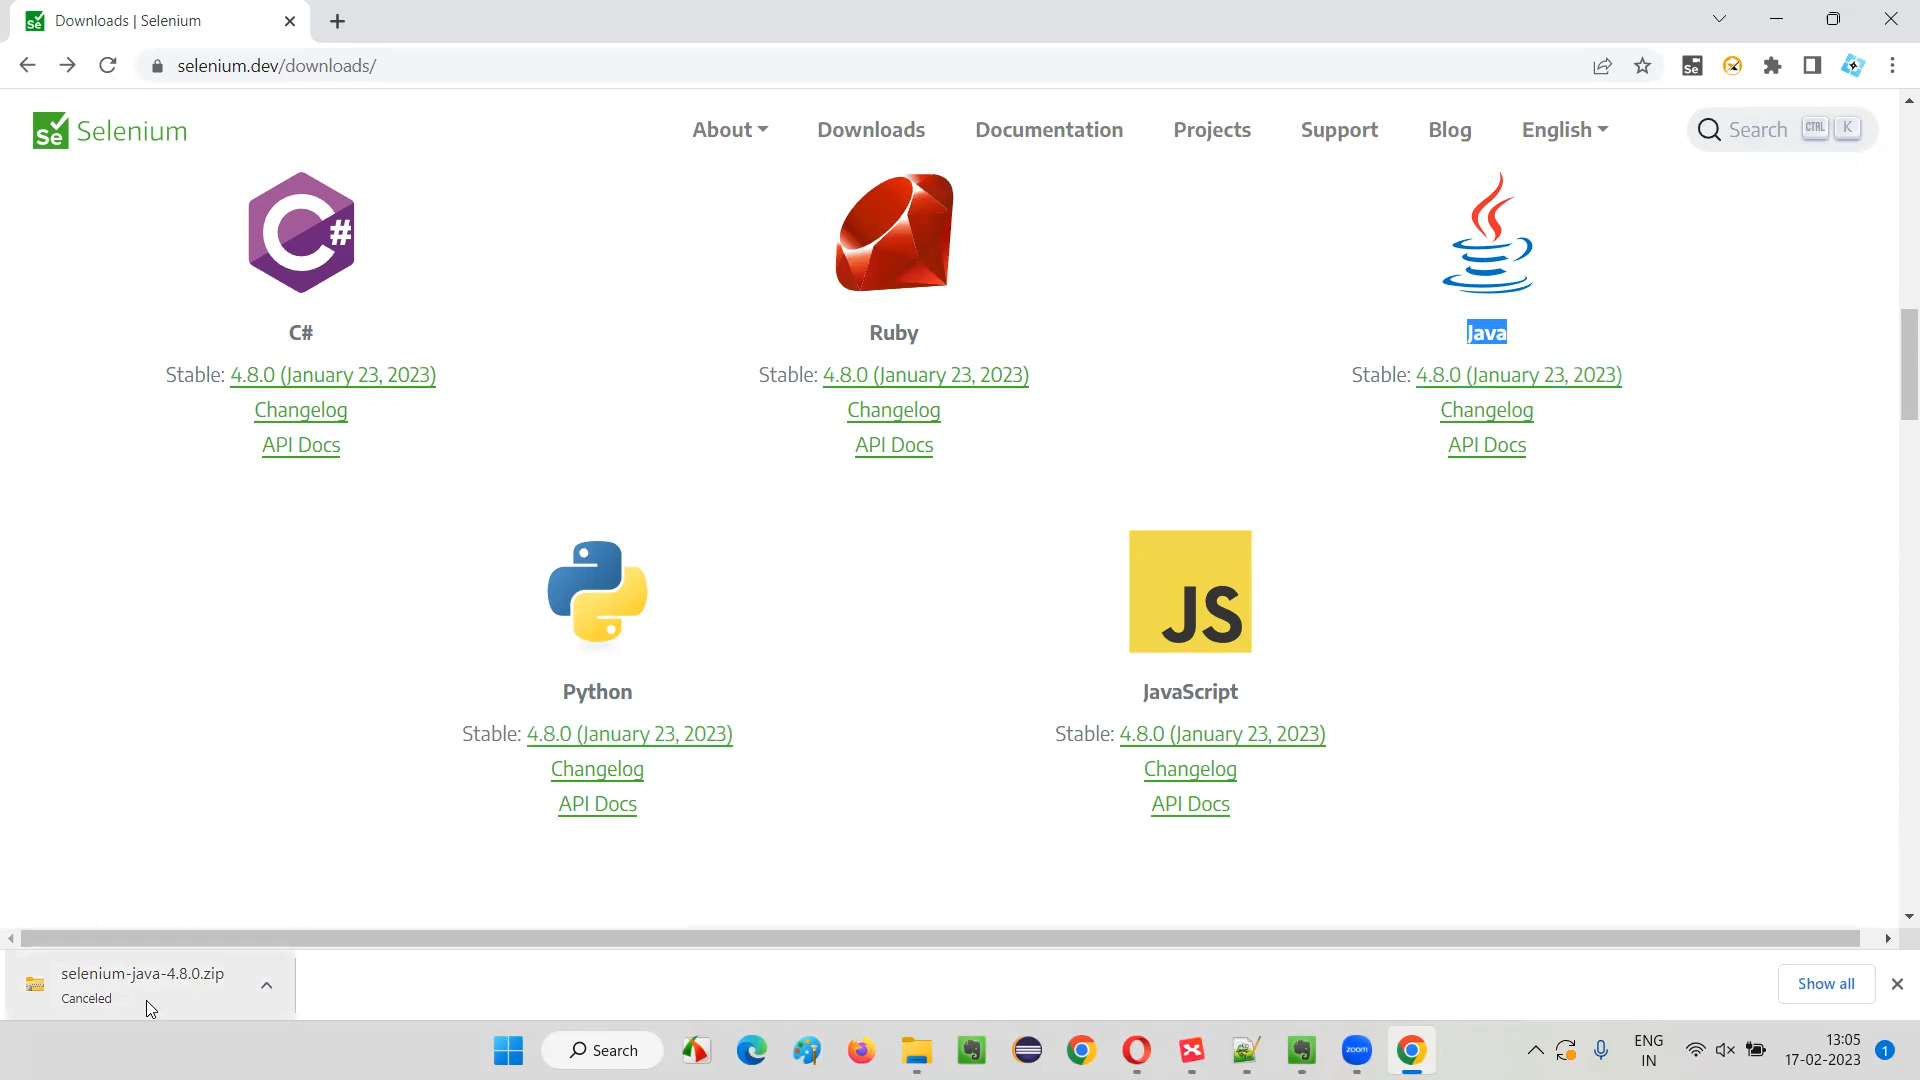 Downloads | Selenium
selenium.dev/downloads/
Se
Se Selenium
About
Downloads
Documentation
Projects
Support
Blog
English
Search CTRL K
C#
Stable: 4.8.0 (January 23, 2023)
Changelog
API Docs
Ruby
Stable: 4.8.0 (January 23, 2023)
Changelog
API Docs
Java
Stable: 4.8.0 (January 23, 2023)
Changelog
API Docs
Python
Stable: 4.8.0 (January 23, 2023)
Changelog
API Docs
JS
JavaScript
Stable: 4.8.0 (January 23, 2023)
Changelog
API Docs
selenium-java-4.8.0.zip
Canceled
Show all
Search
zoom
ENG
IN
13:05
17-02-2023
1